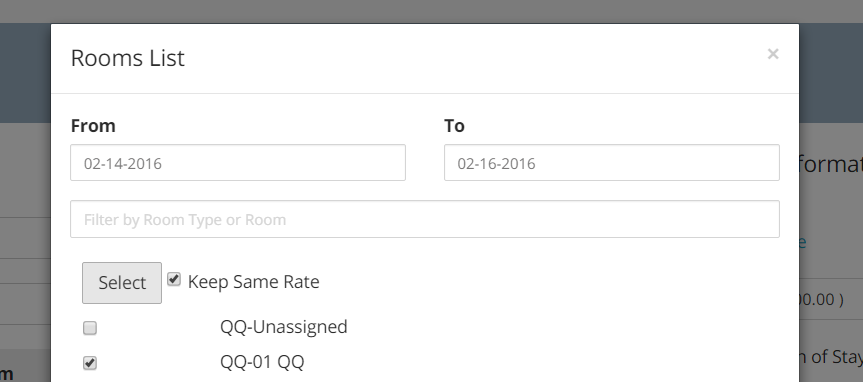 Rooms List
×
From
To
02-14-2016
02-16-2016
Filter by Room Type or Room
Select
Keep Same Rate
QQ-Unassigned
QQ-01 QQ
00.00 )
of Stay